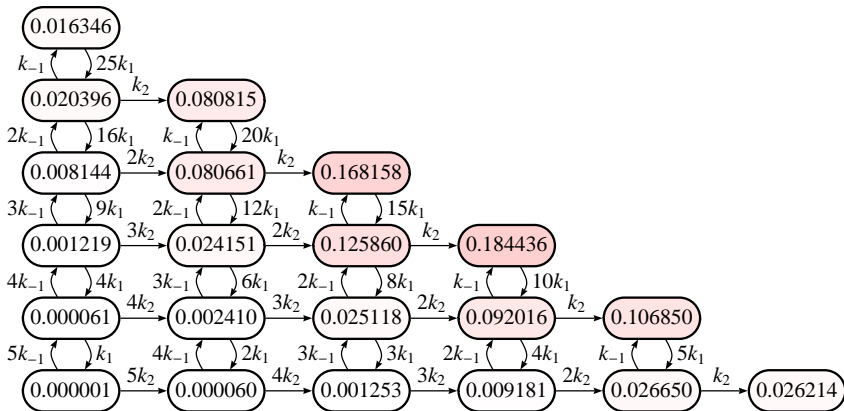 0.016346
k₋₁ 25k₁
k₂
0.020396 0.080815
2k₋₁ 16k₁ k₋₁ 20k₁
2k₂ k₂
0.008144 0.080661 0.168158
3k₋₁ 9k₁ 2k₋₁ 12k₁ k₋₁ 15k₁
3k₂ 2k₂ k₂
0.001219 0.024151 0.125860 0.184436
4k₋₁ 4k₁ 3k₋₁ 6k₁ 2k₋₁ 8k₁ k₋₁ 10k₁
4k₂ 3k₂ 2k₂ k₂
0.000061 0.002410 0.025118 0.092016 0.106850
5k₋₁ k₁ 4k₋₁ 2k₁ 3k₋₁ 3k₁ 2k₋₁ 4k₁ k₋₁ 5k₁
5k₂ 4k₂ 3k₂ 2k₂ k₂
0.000001 0.000060 0.001253 0.009181 0.026650 0.026214